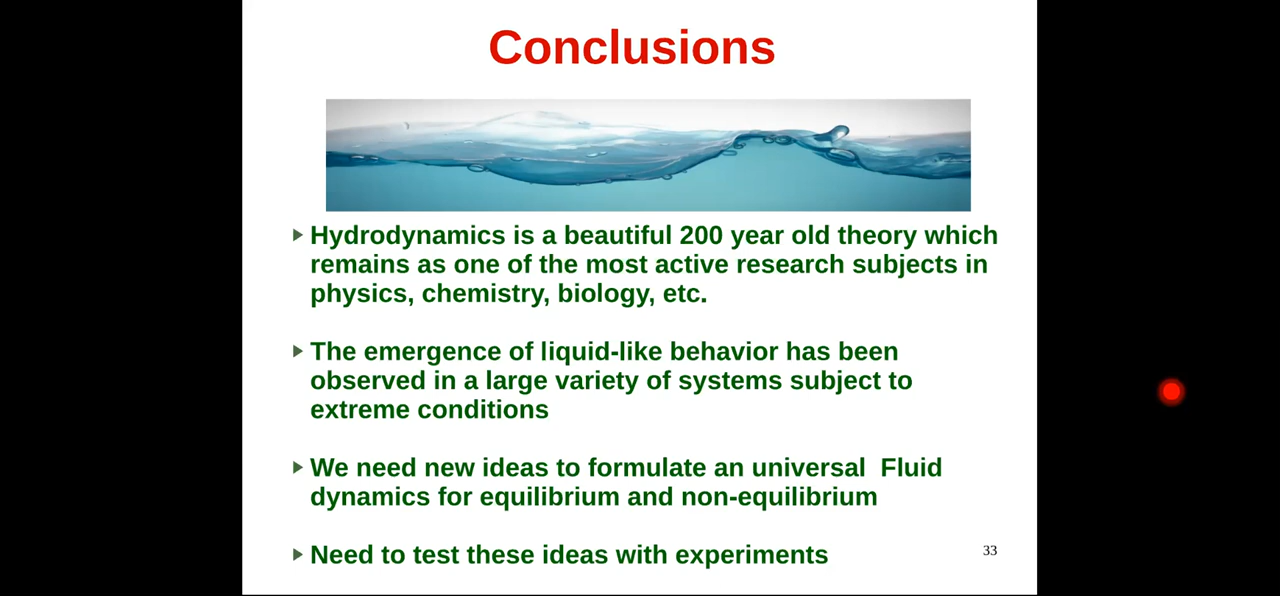 Conclusions
Hydrodynamics is a beautiful 200 year old theory which
remains as one of the most active research subjects in
physics, chemistry, biology, etc.
The emergence of liquid-like behavior has been
observed in a large variety of systems subject to
extreme conditions
We need new ideas to formulate an universal  Fluid
dynamics for equilibrium and non-equilibrium
Need to test these ideas with experiments
33